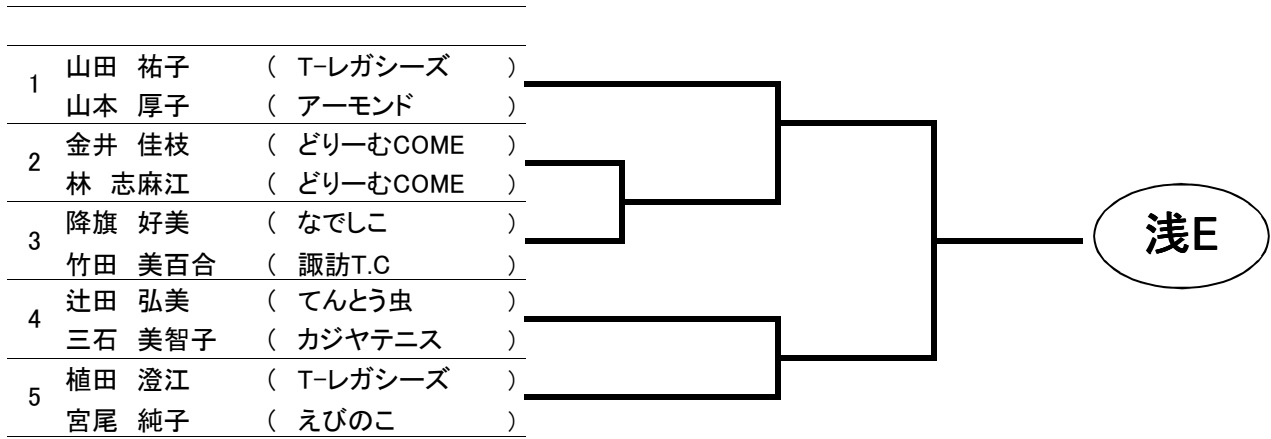 1 山田 祐子 ( T-レガシーズ )
山本 厚子 ( アーモンド )
2 金井 佳枝 ( どりーむCOME )
林 志麻江 ( どりーむCOME )
3 降旗 好美 ( なでしこ )
竹田 美百合 ( 諏訪T.C )
4 辻田 弘美 ( てんとう虫 )
三石 美智子 ( カジヤテニス )
5 植田 澄江 ( T-レガシーズ )
宮尾 純子 ( えびのこ )
浅E